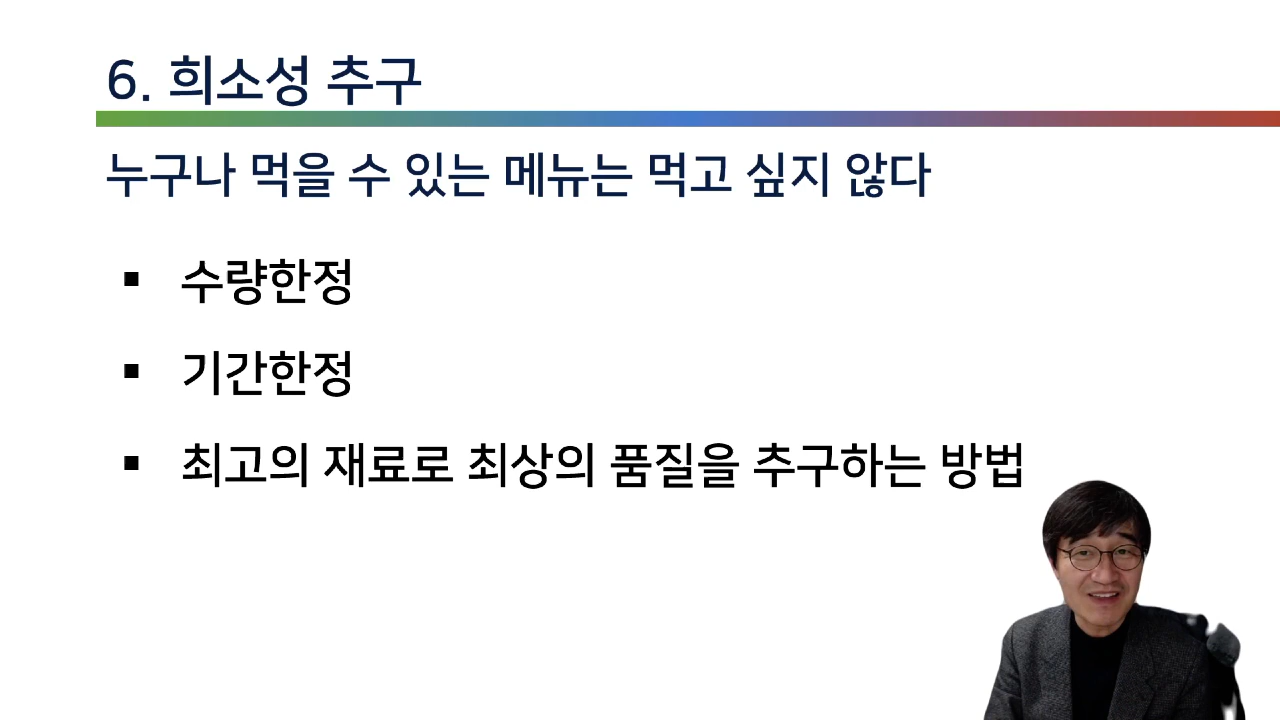 6. 희소성 추구
누구나 먹을 수 있는 메뉴는 먹고 싶지 않다
▪ 수량한정
▪ 기간한정
▪ 최고의 재료로 최상의 품질을 추구하는 방법